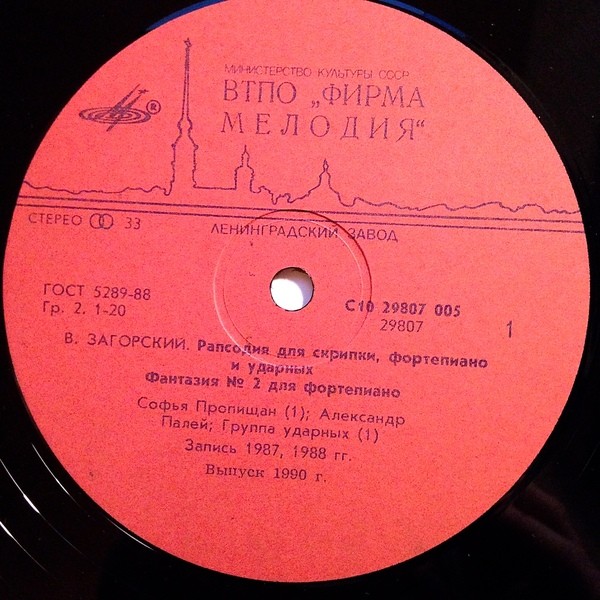 МИНИСТЕРСТВО КУЛЬТУРЫ СССР
ВТПО „ФИРМА
МЕЛОДИЯ“
®
СТЕРЕО 33
ЛЕНИНГРАДСКИЙ ЗАВОД
ГОСТ 5289-88
Гр. 2. 1-20
С10 29807 005
29807
1
В. ЗАГОРСКИЙ. Рапсодия для скрипки, фортепиано
и ударных
Фантазия № 2 для фортепиано
Софья Пропищан (1); Александр
Палей; Группа ударных (1)
Запись 1987, 1988 гг.
Выпуск 1990 г.